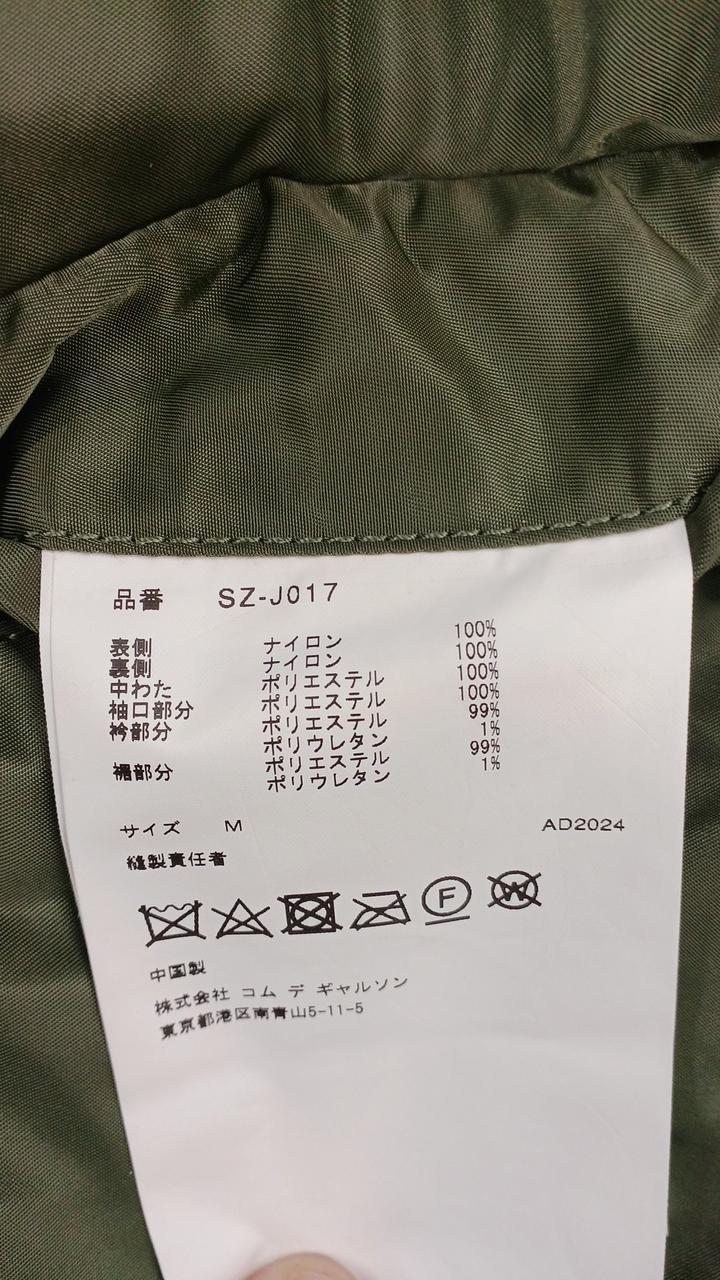 品番 SZ-J017
表側 ナイロン 100%
裏側 ナイロン 100%
中わた ポリエステル 100%
袖口部分 ポリエステル 100%
衿部分 ポリエステル 99%
ポリウレタン 1%
裾部分 ポリエステル 99%
ポリウレタン 1%
サイズ M AD2024
縫製責任者
F W
中国製
株式会社 コム デ ギャルソン
東京都港区南青山5-11-5